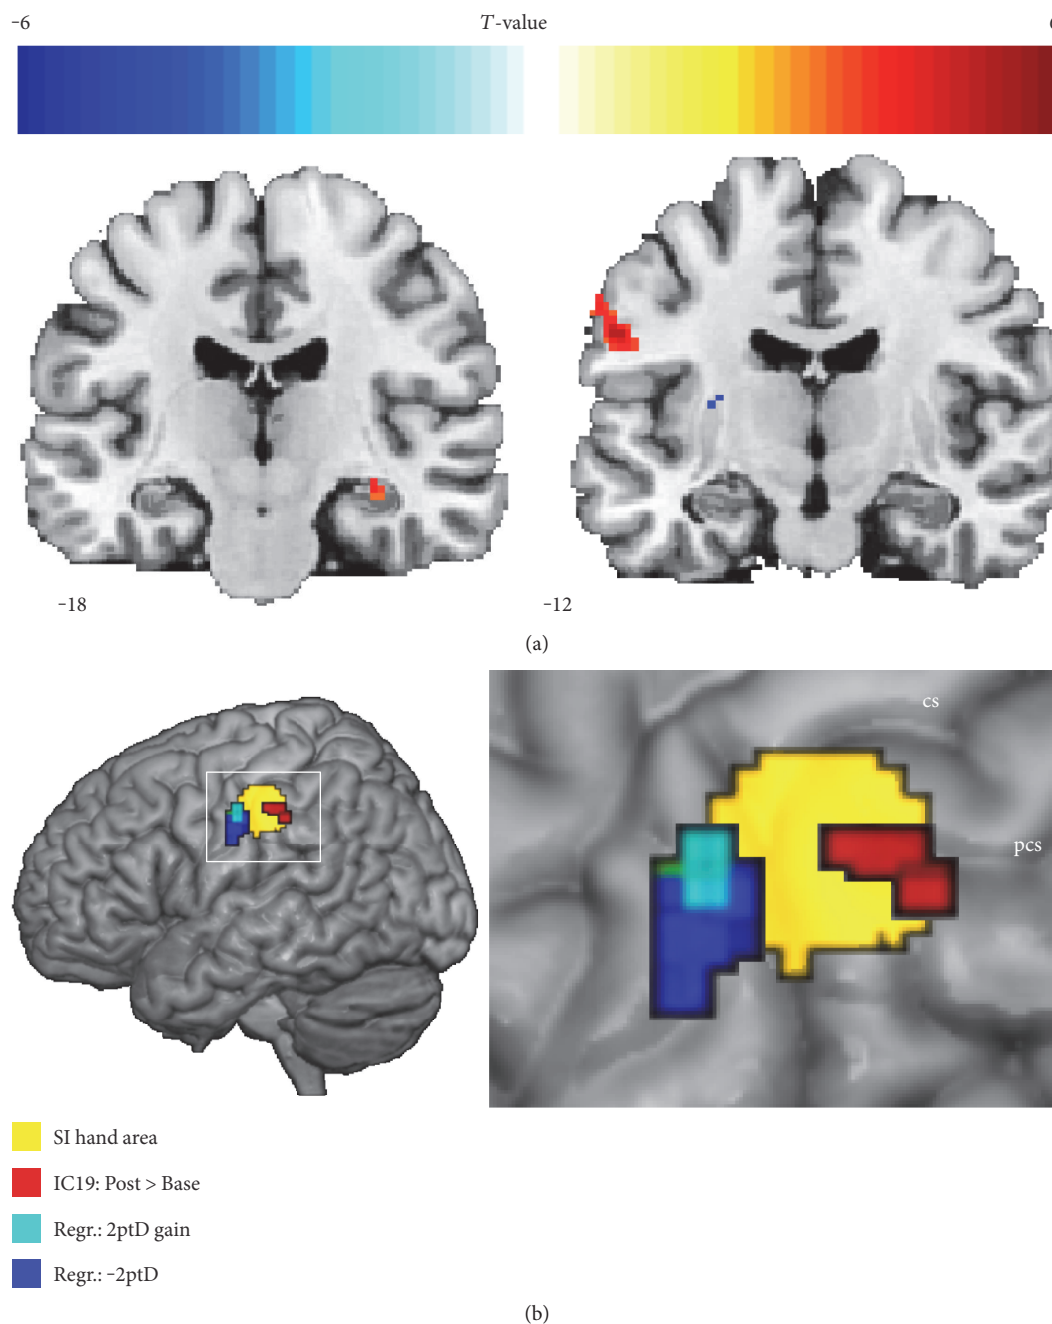 -6 T-value
-18
-12
(a)
cs
pcs
SI hand area
IC19: Post > Base
Regr.: 2ptD gain
Regr.: -2ptD
(b)